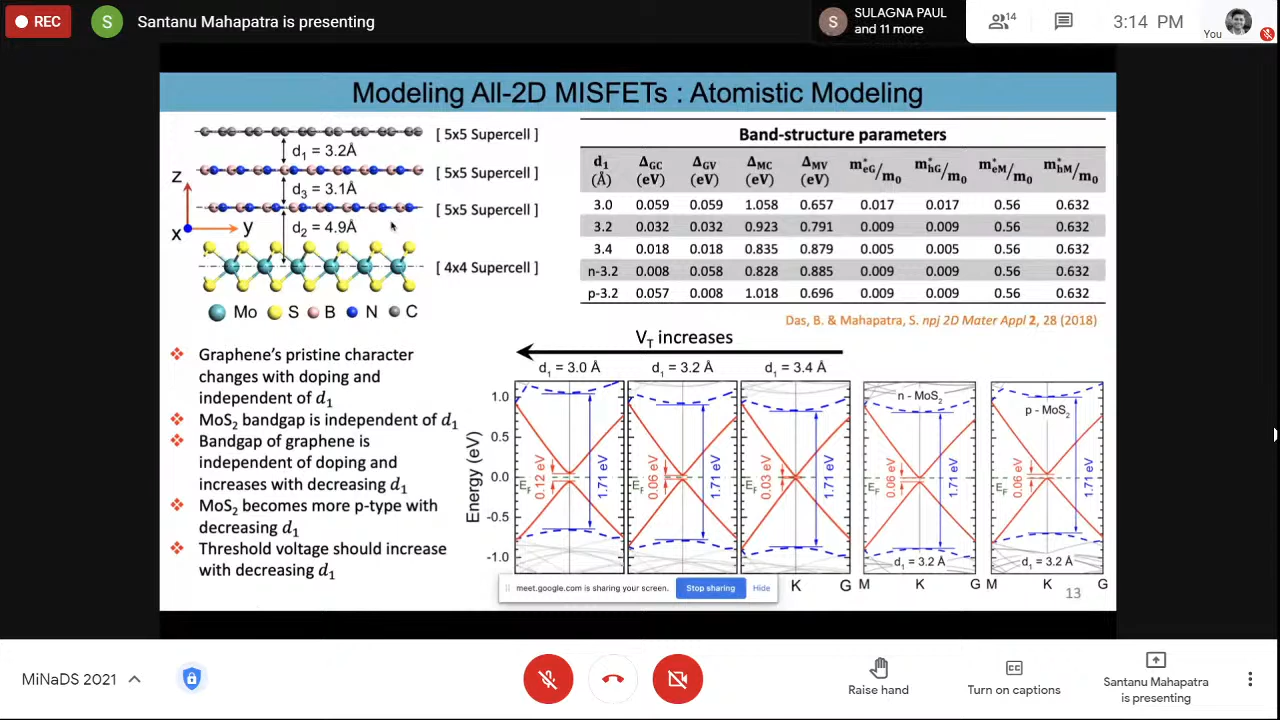 REC
S
Santanu Mahapatra is presenting
S
SULAGNA PAUL
and 11 more
14
3:14 PM
You
Modeling All-2D MISFETs : Atomistic Modeling
[ 5x5 Supercell ]
d₁ = 3.2Å
[ 5x5 Supercell ]
z
d₃ = 3.1Å
[ 5x5 Supercell ]
x
y
d₂ = 4.9Å
[ 4x4 Supercell ]
Mo S B N C
Band-structure parameters
d₁ (Å) Δ_GC (eV) Δ_GV (eV) Δ_MC (eV) Δ_MV (eV) m*_eG/m₀ m*_hG/m₀ m*_eM/m₀ m*_hM/m₀
3.0 0.059 0.059 1.058 0.657 0.017 0.017 0.56 0.632
3.2 0.032 0.032 0.923 0.791 0.009 0.009 0.56 0.632
3.4 0.018 0.018 0.835 0.879 0.005 0.005 0.56 0.632
n-3.2 0.008 0.058 0.828 0.885 0.009 0.009 0.56 0.632
p-3.2 0.057 0.008 1.018 0.696 0.009 0.009 0.56 0.632
Das, B. & Mahapatra, S. npj 2D Mater Appl 2, 28 (2018)
❖ Graphene's pristine character
changes with doping and
independent of d₁
❖ MoS₂ bandgap is independent of d₁
❖ Bandgap of graphene is
independent of doping and
increases with decreasing d₁
❖ MoS₂ becomes more p-type with
decreasing d₁
❖ Threshold voltage should increase
with decreasing d₁
V_T increases
d₁ = 3.0 Å d₁ = 3.2 Å d₁ = 3.4 Å
n - MoS₂ p - MoS₂
Energy (eV)
1.0
0.5
0.0
-0.5
-1.0
E_F 0.12 eV 1.71 eV
E_F 0.06 eV 1.71 eV
E_F 0.03 eV 1.71 eV
E_F 0.06 eV 1.71 eV
E_F 0.06 eV 1.71 eV
d₁ = 3.2 Å d₁ = 3.2 Å
K G M K G M K G
13
meet.google.com is sharing your screen. Stop sharing Hide
MiNaDS 2021
Raise hand
Turn on captions
Santanu Mahapatra
is presenting